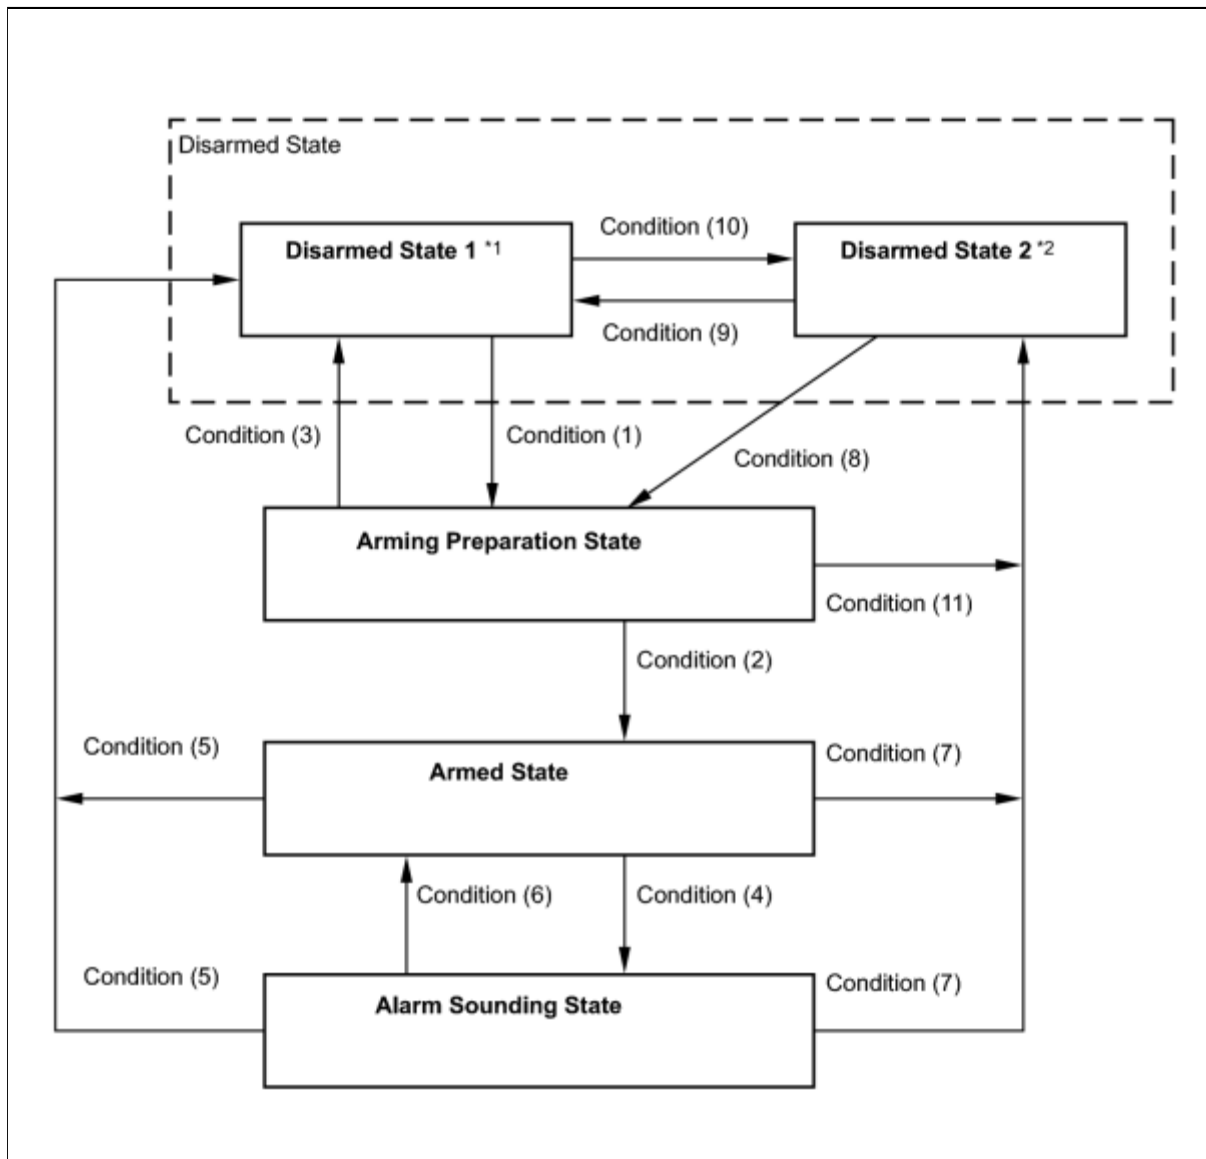 Disarmed State
Condition (10)
Disarmed State 1 *1
Disarmed State 2 *2
Condition (9)
Condition (3)
Condition (1)
Condition (8)
Arming Preparation State
Condition (11)
Condition (2)
Condition (5)
Armed State
Condition (7)
Condition (6)
Condition (4)
Condition (5)
Alarm Sounding State
Condition (7)